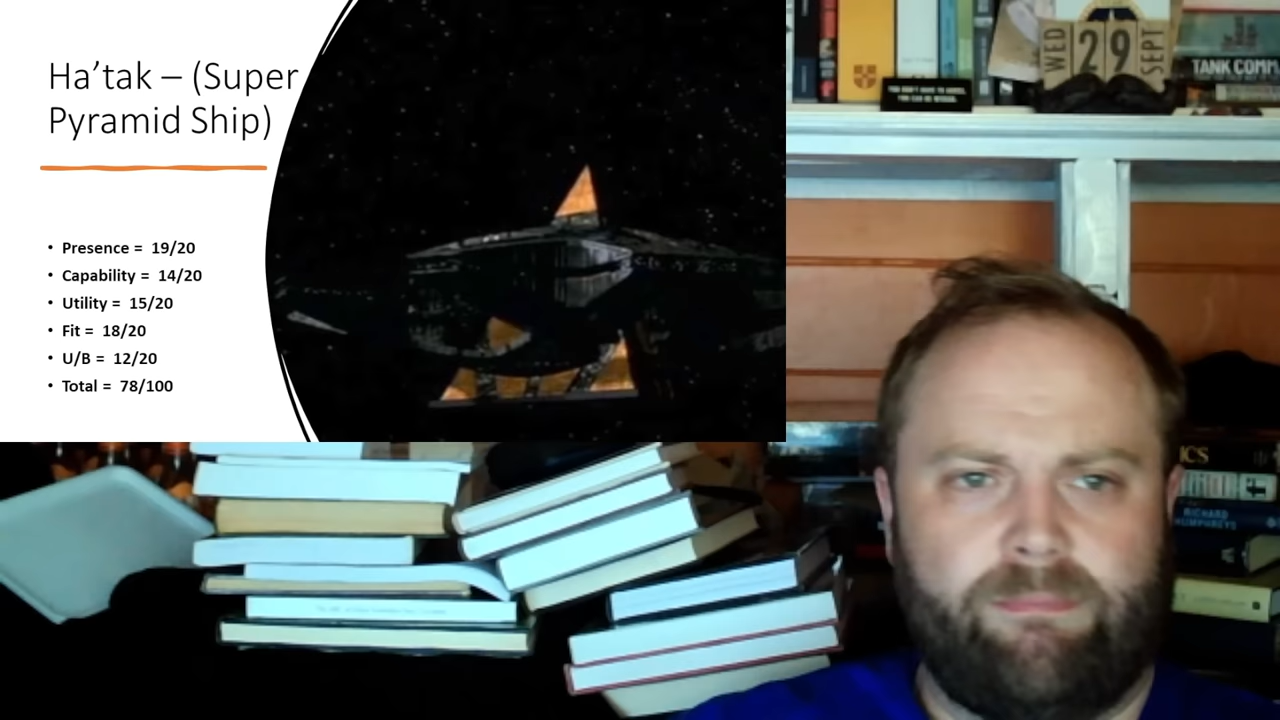 Ha’tak – (Super
Pyramid Ship)
• Presence = 19/20
• Capability = 14/20
• Utility = 15/20
• Fit = 18/20
• U/B = 12/20
• Total = 78/100
WED 29 SEPT
TANK COMM
ICS
RICHARD
HUMPHREYS